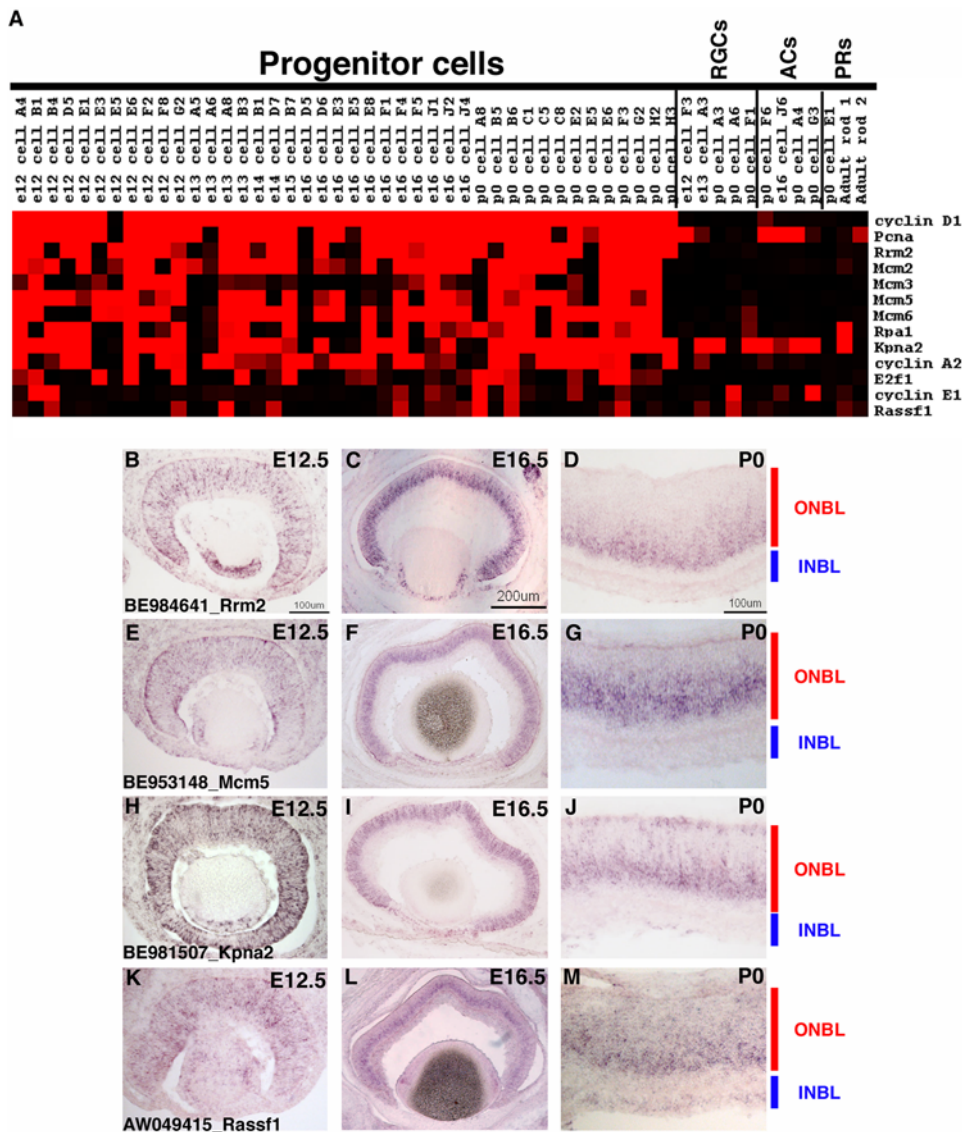 A
Progenitor cells
RGCs
ACs
PRs
e12 cell A4
e12 cell B1
e12 cell B4
e12 cell D5
e12 cell E1
e12 cell E3
e12 cell E5
e12 cell E6
e12 cell F2
e12 cell F8
e12 cell G2
e13 cell A5
e13 cell A6
e13 cell A8
e13 cell B3
e14 cell B1
e14 cell D7
e15 cell B7
e16 cell D5
e16 cell D6
e16 cell E3
e16 cell E5
e16 cell E8
e16 cell F1
e16 cell F4
e16 cell F5
e16 cell J1
e16 cell J2
e16 cell J4
p0 cell A8
p0 cell B5
p0 cell B6
p0 cell C1
p0 cell C5
p0 cell C8
p0 cell E2
p0 cell E5
p0 cell E6
p0 cell F3
p0 cell G2
p0 cell H2
p0 cell H3
e12 cell F3
e13 cell A3
p0 cell A3
p0 cell A6
p0 cell F1
p0 cell F6
e16 cell J6
p0 cell A4
p0 cell G3
p0 cell E1
Adult rod 1
Adult rod 2
cyclin D1
Pcna
Rrm2
Mcm2
Mcm3
Mcm5
Mcm6
Rpa1
Kpna2
cyclin A2
E2f1
cyclin E1
Rassf1
B E12.5
BE984641_Rrm2 100um
C E16.5
200um
D P0
100um
ONBL
INBL
E E12.5
BE953148_Mcm5
F E16.5
G P0
ONBL
INBL
H E12.5
BE981507_Kpna2
I E16.5
J P0
ONBL
INBL
K E12.5
AW049415_Rassf1
L E16.5
M P0
ONBL
INBL